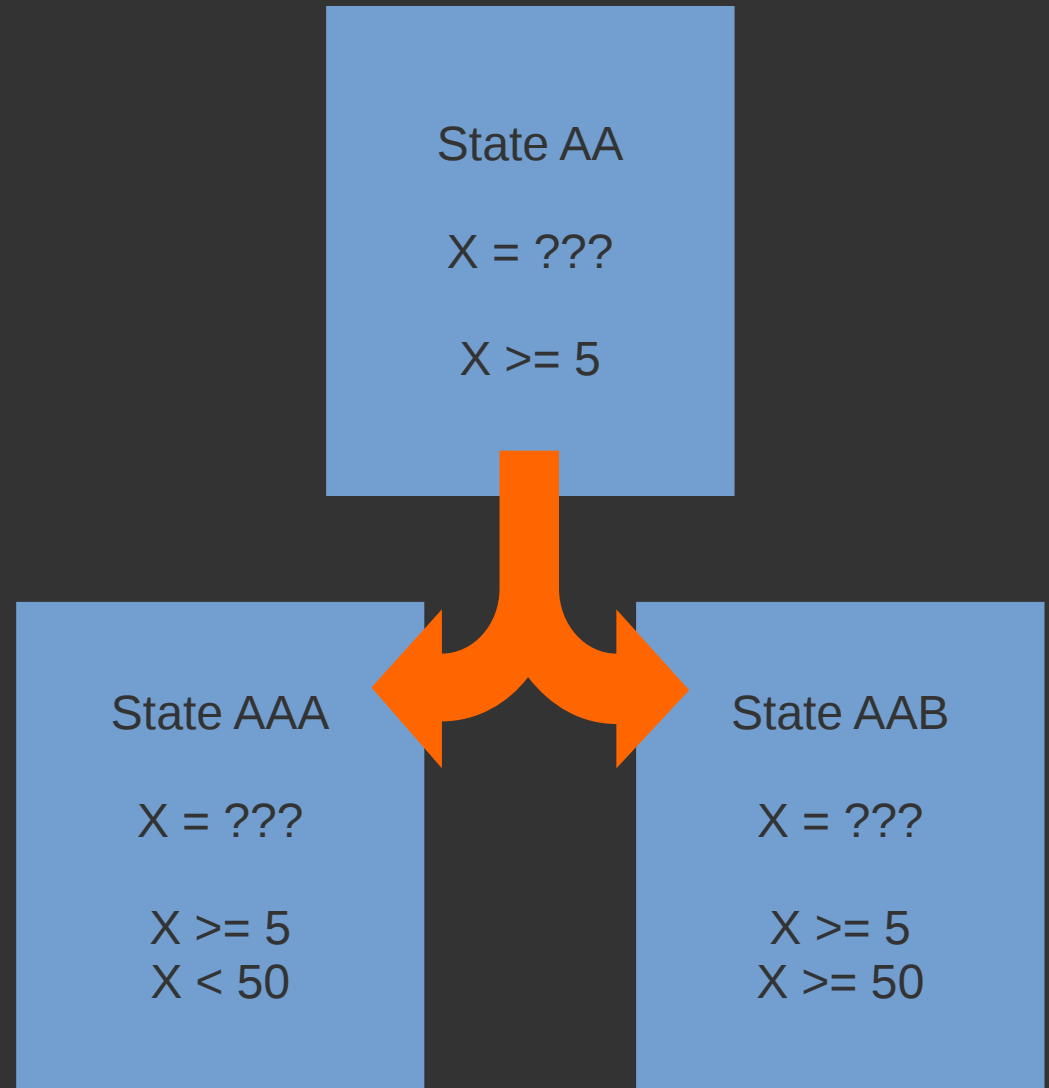 State AA
X = ???
X >= 5
State AAA
X = ???
X >= 5
X < 50
State AAB
X = ???
X >= 5
X >= 50